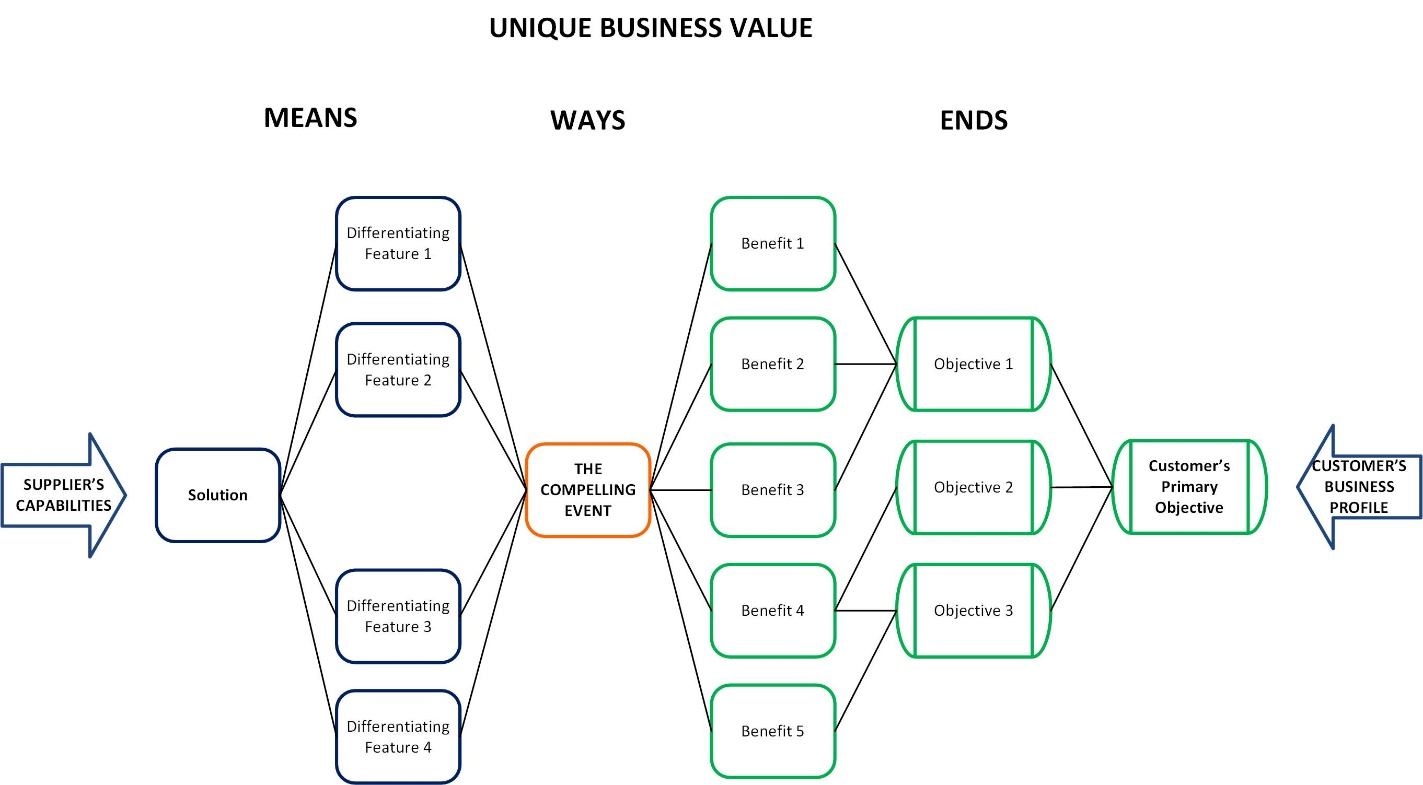 UNIQUE BUSINESS VALUE
MEANS
WAYS
ENDS
SUPPLIER'S
CAPABILITIES
Solution
Differentiating
Feature 1
Differentiating
Feature 2
Differentiating
Feature 3
Differentiating
Feature 4
THE
COMPELLING
EVENT
Benefit 1
Benefit 2
Benefit 3
Benefit 4
Benefit 5
Objective 1
Objective 2
Objective 3
Customer's
Primary
Objective
CUSTOMER'S
BUSINESS
PROFILE